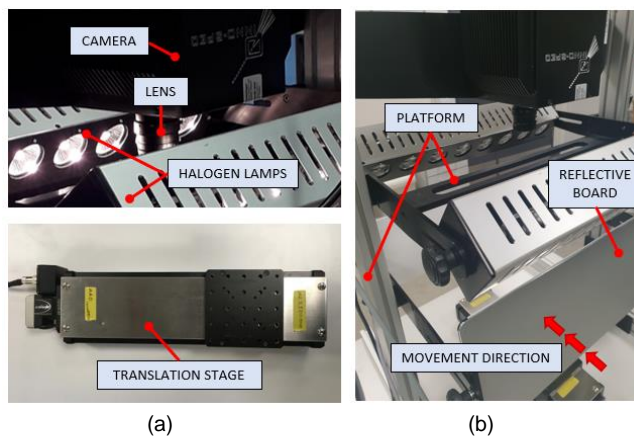 CAMERA
LENS
HALOGEN LAMPS
TRANSLATION STAGE
(a)
PLATFORM
REFLECTIVE
BOARD
MOVEMENT DIRECTION
(b)